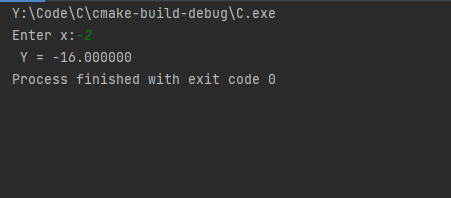 Y:\Code\C\cmake-build-debug\C.exe
Enter x:-2
 Y = -16.000000
Process finished with exit code 0